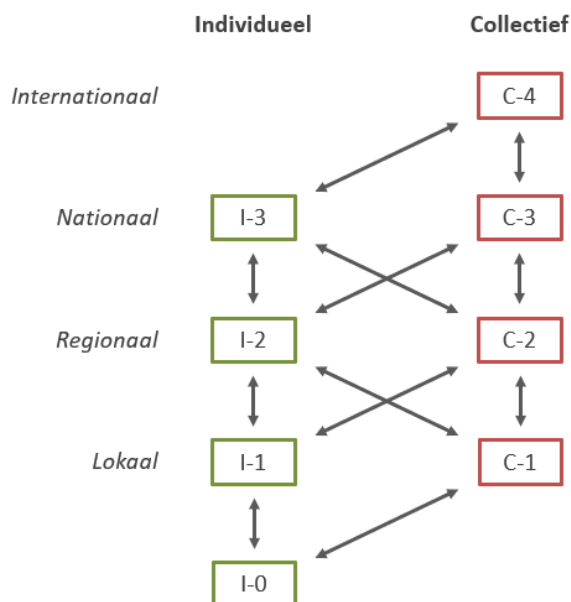 Individueel Collectief
Internationaal C-4
Nationaal I-3 C-3
Regionaal I-2 C-2
Lokaal I-1 C-1
I-0